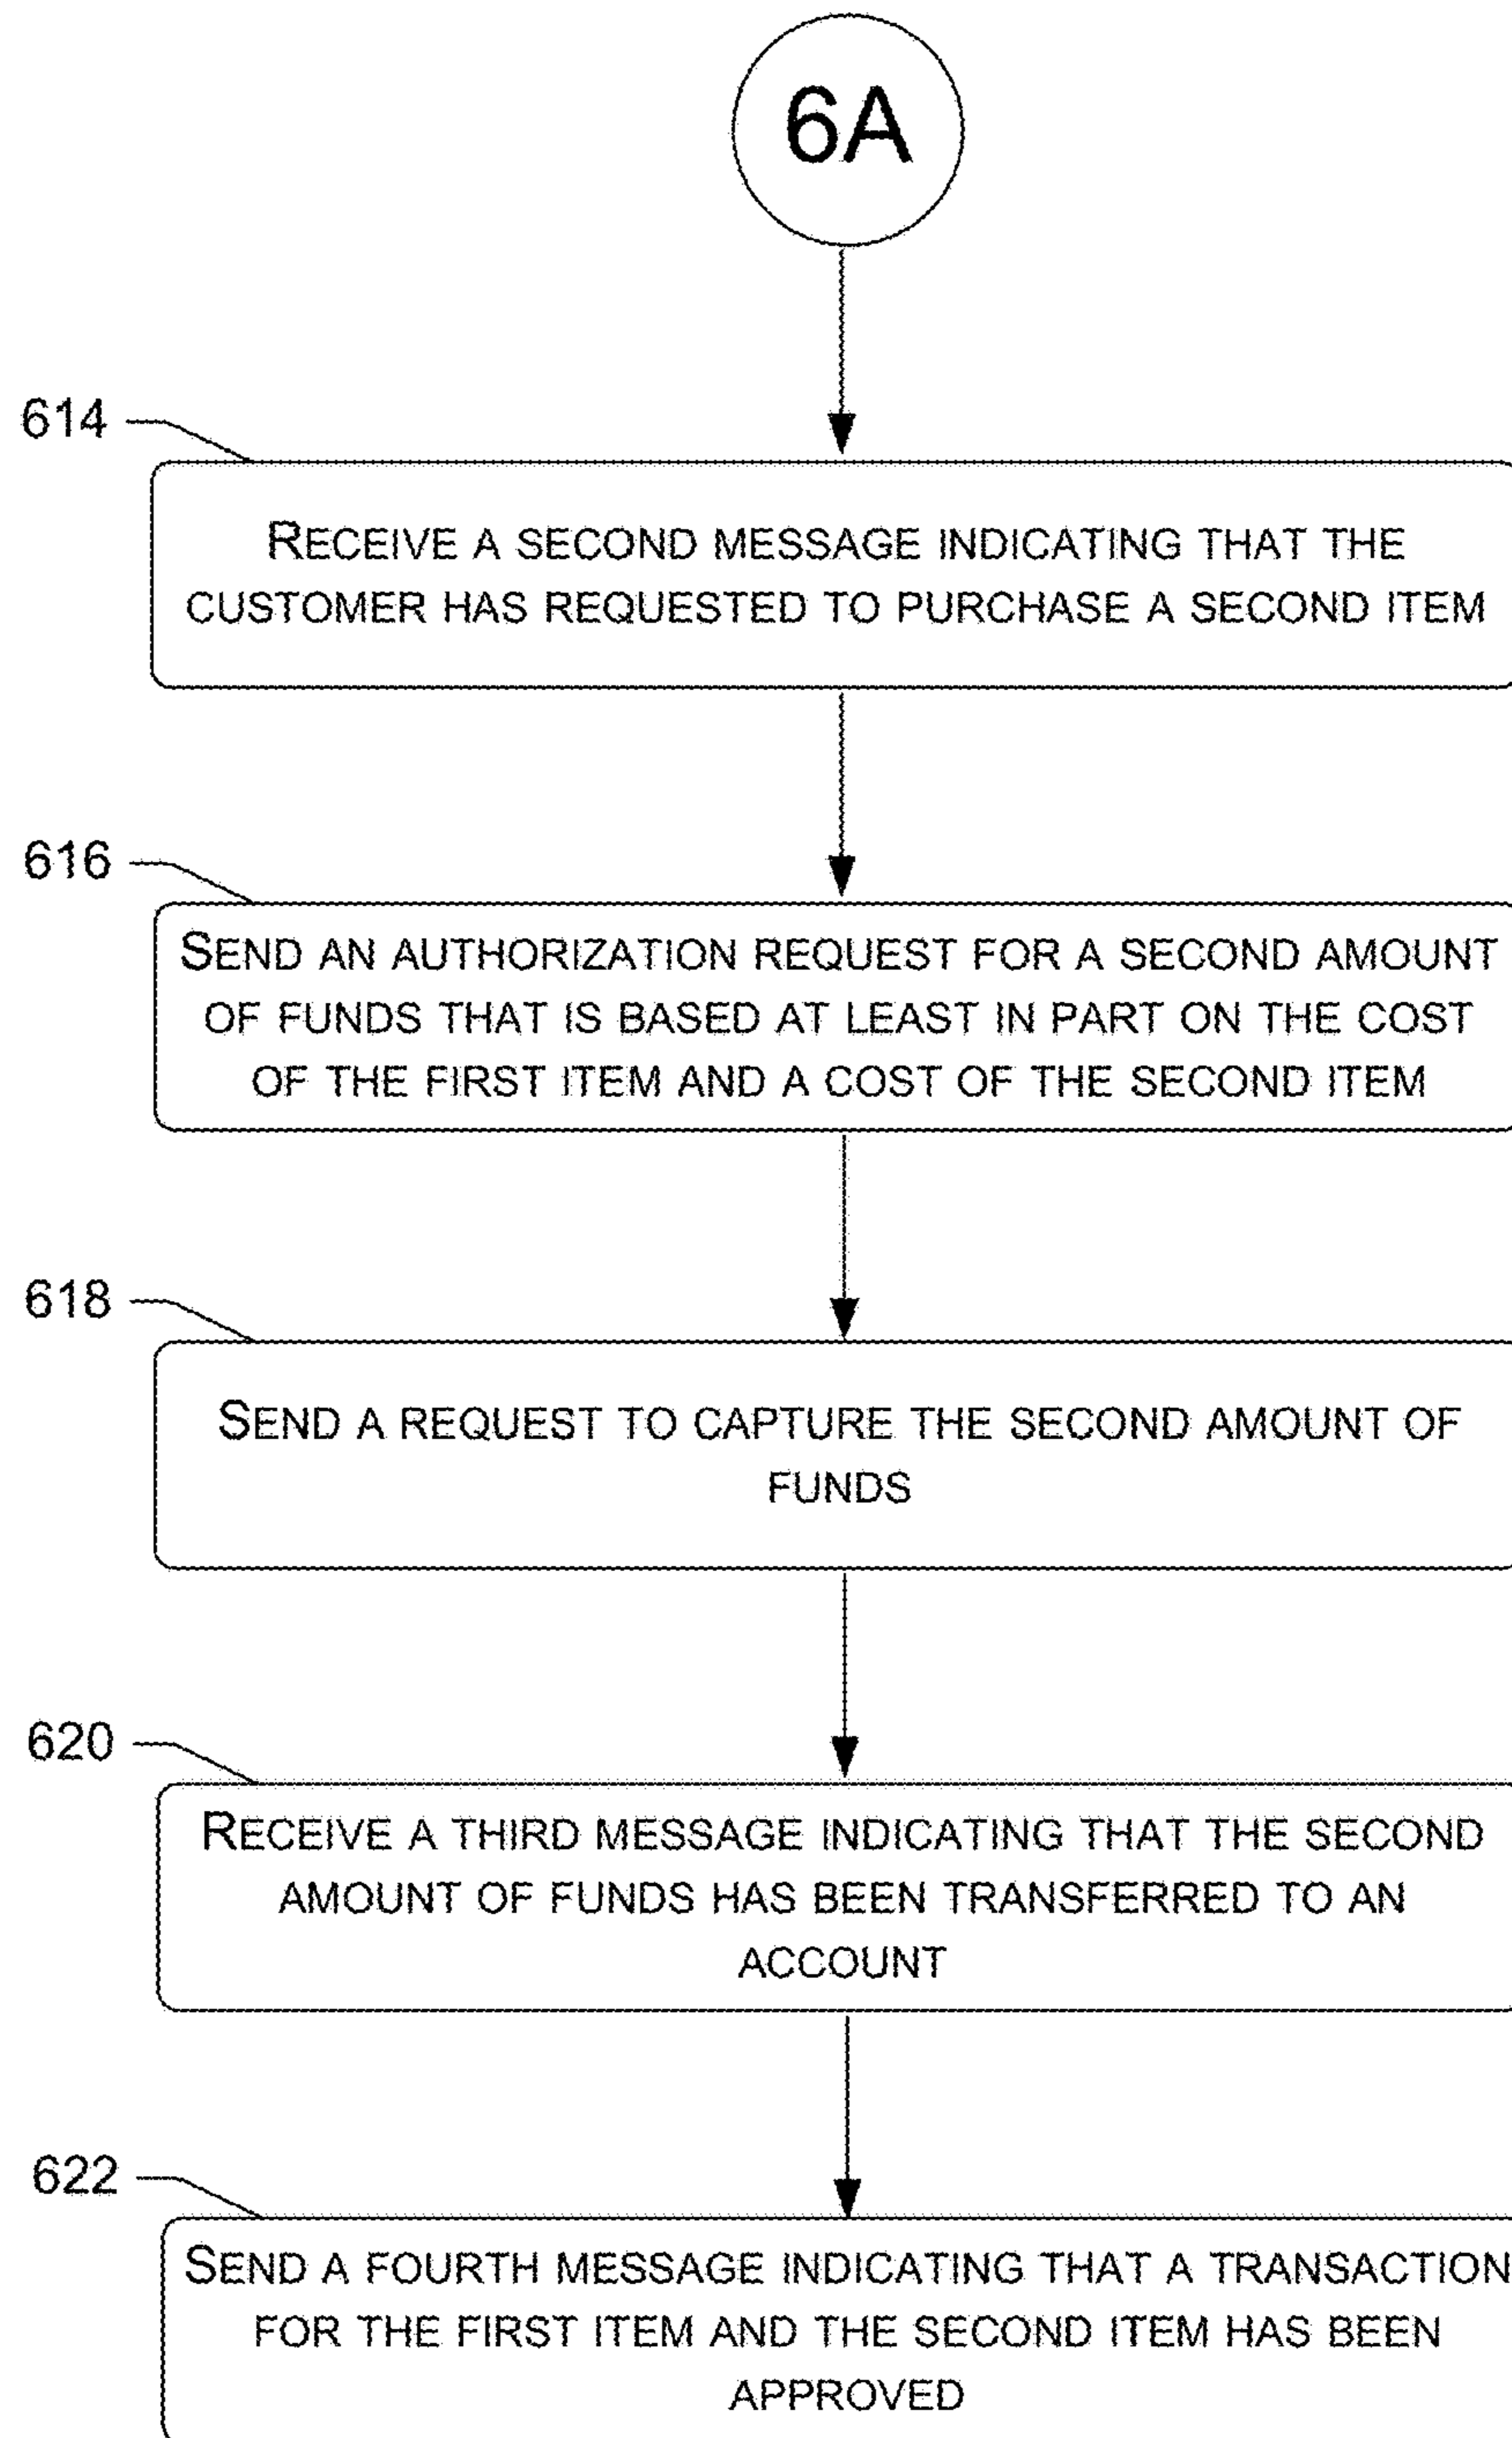 6A
614
RECEIVE A SECOND MESSAGE INDICATING THAT THE
CUSTOMER HAS REQUESTED TO PURCHASE A SECOND ITEM
616
SEND AN AUTHORIZATION REQUEST FOR A SECOND AMOUNT
OF FUNDS THAT IS BASED AT LEAST IN PART ON THE COST
OF THE FIRST ITEM AND A COST OF THE SECOND ITEM
618
SEND A REQUEST TO CAPTURE THE SECOND AMOUNT OF
FUNDS
620
RECEIVE A THIRD MESSAGE INDICATING THAT THE SECOND
AMOUNT OF FUNDS HAS BEEN TRANSFERRED TO AN
ACCOUNT
622
SEND A FOURTH MESSAGE INDICATING THAT A TRANSACTION
FOR THE FIRST ITEM AND THE SECOND ITEM HAS BEEN
APPROVED